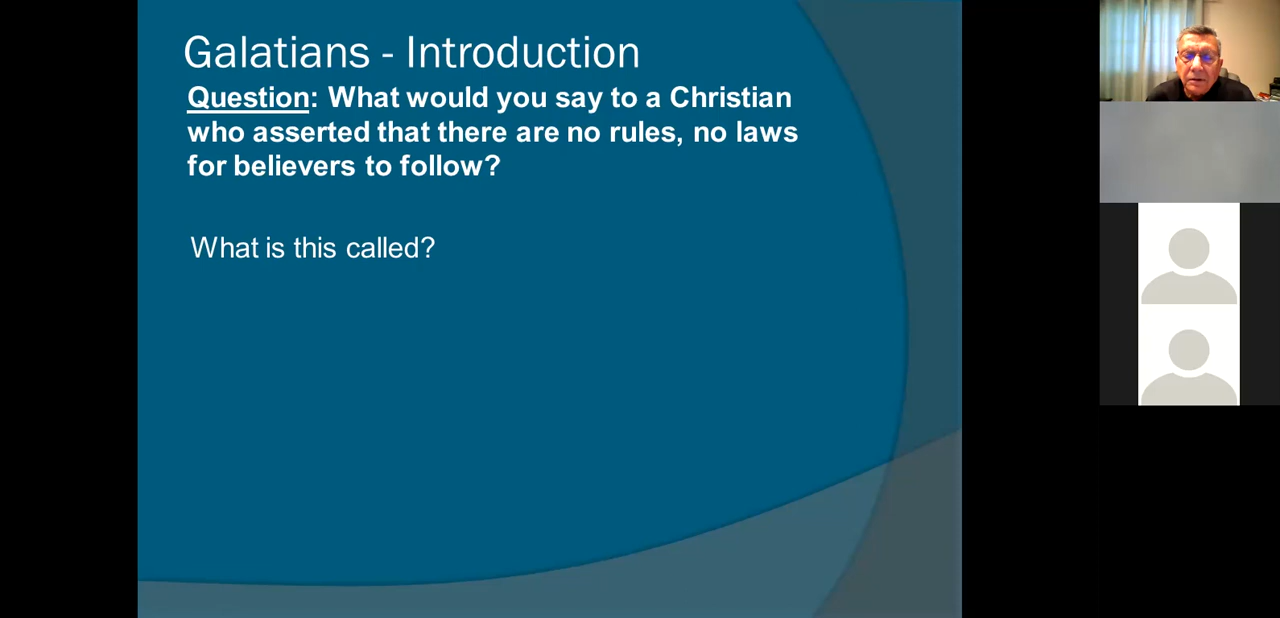 Galatians - Introduction
Question: What would you say to a Christian
who asserted that there are no rules, no laws
for believers to follow?
What is this called?